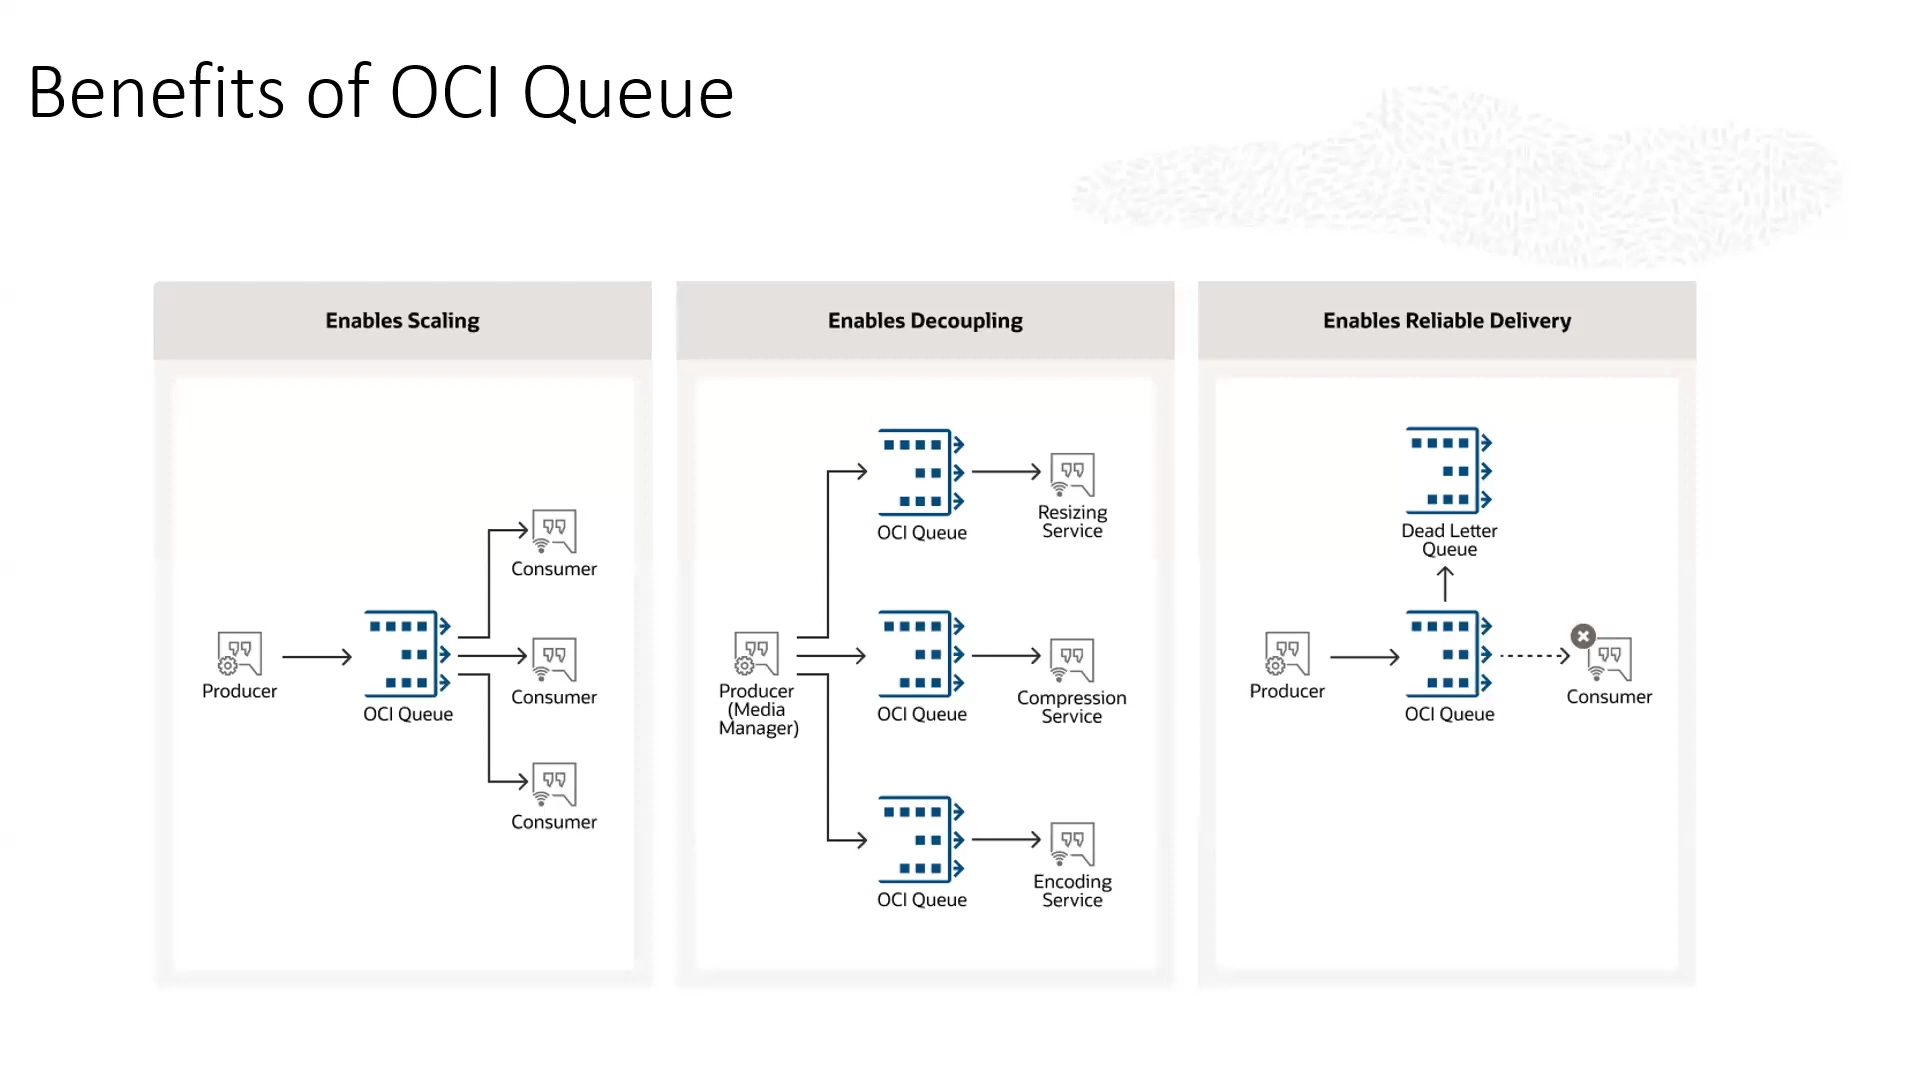 Benefits of OCI Queue
Enables Scaling
Producer
OCI Queue
Consumer
Consumer
Consumer
Enables Decoupling
Producer
(Media
Manager)
OCI Queue
Resizing
Service
OCI Queue
Compression
Service
OCI Queue
Encoding
Service
Enables Reliable Delivery
Dead Letter
Queue
Producer
OCI Queue
Consumer